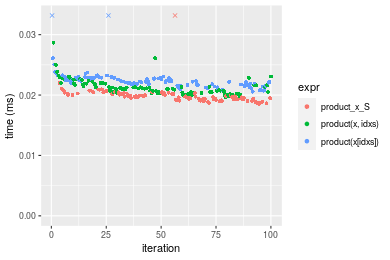 0.03
0.02
0.01
0.00
time (ms)
0
25
50
75
100
iteration
expr
product_x_S
product(x, idxs)
product(x[idxs])